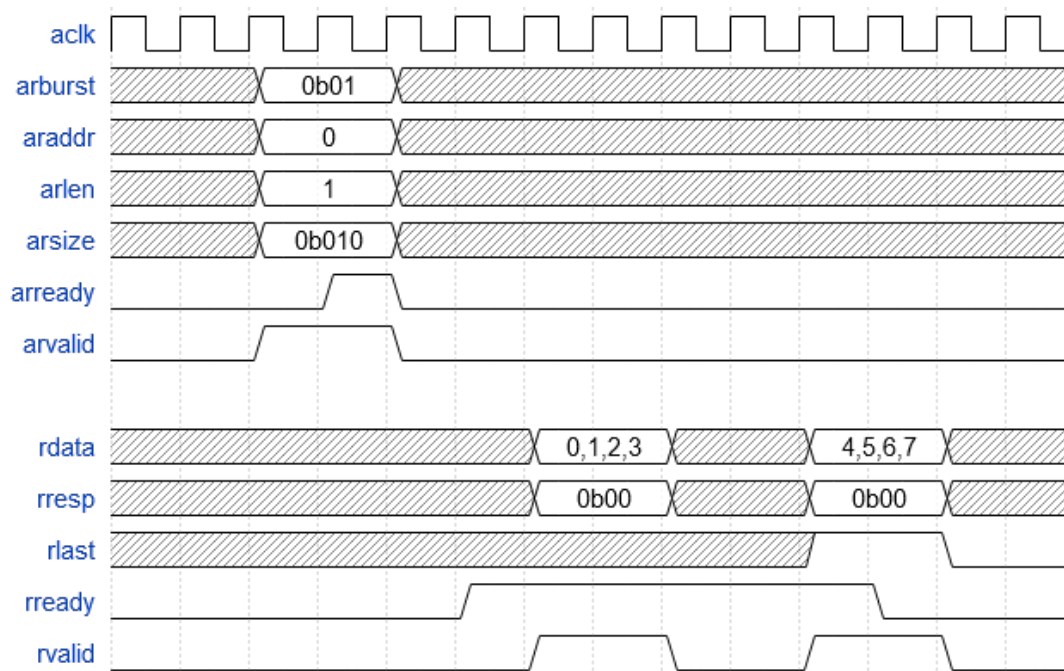 aclk
arburst 0b01
araddr 0
arlen 1
arsize 0b010
arready
arvalid
rdata 0,1,2,3 4,5,6,7
rresp 0b00 0b00
rlast
rready
rvalid